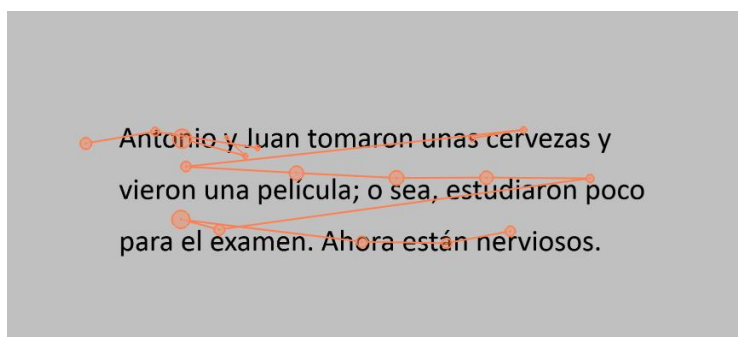 Antonio y Juan tomaron unas cervezas y
vieron una película; o sea, estudiaron poco
para el examen. Ahora están nerviosos.